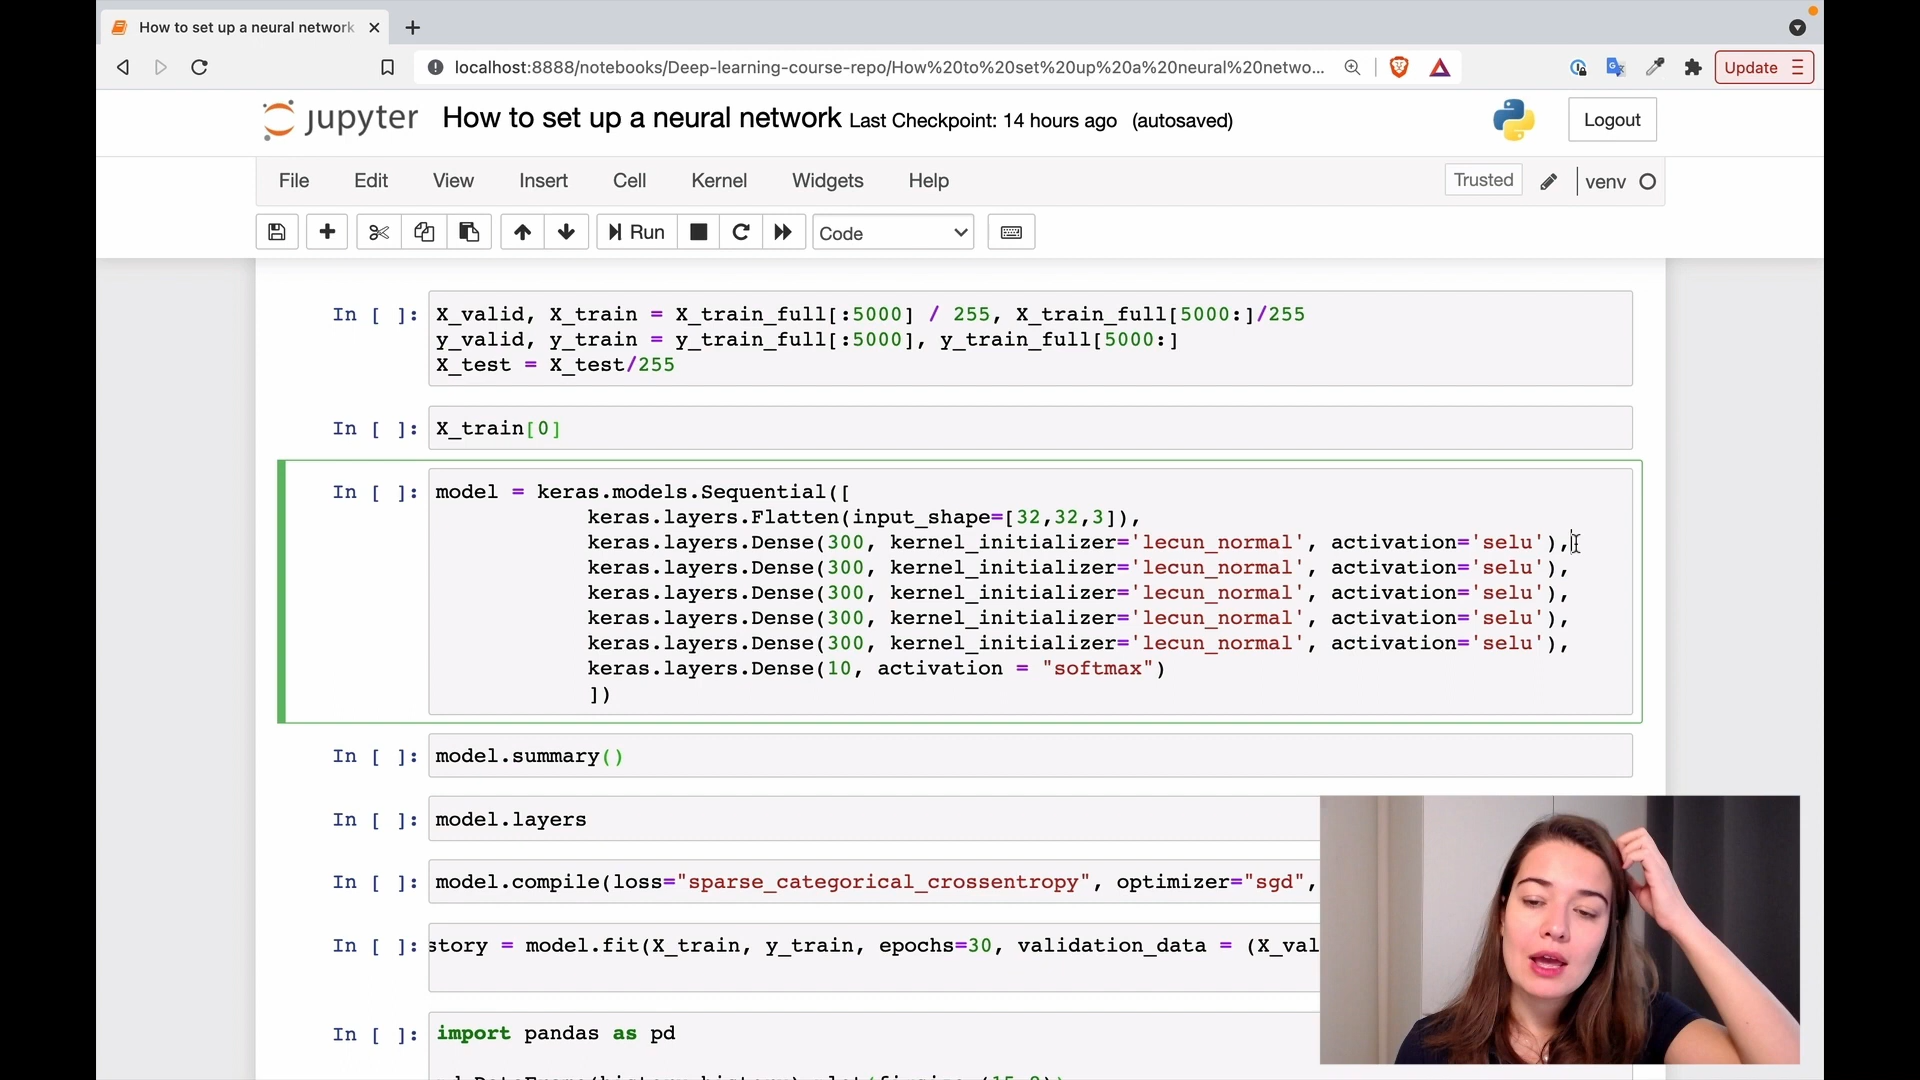 How to set up a neural network
localhost:8888/notebooks/Deep-learning-course-repo/How%20to%20set%20up%20a%20neural%20netwo...
Update
jupyter How to set up a neural network Last Checkpoint: 14 hours ago (autosaved)
Logout
File Edit View Insert Cell Kernel Widgets Help
Trusted venv
Run Code
In [ ]: X_valid, X_train = X_train_full[:5000] / 255, X_train_full[5000:]/255
y_valid, y_train = y_train_full[:5000], y_train_full[5000:]
X_test = X_test/255
In [ ]: X_train[0]
In [ ]: model = keras.models.Sequential([
keras.layers.Flatten(input_shape=[32,32,3]),
keras.layers.Dense(300, kernel_initializer='lecun_normal', activation='selu'),
keras.layers.Dense(300, kernel_initializer='lecun_normal', activation='selu'),
keras.layers.Dense(300, kernel_initializer='lecun_normal', activation='selu'),
keras.layers.Dense(300, kernel_initializer='lecun_normal', activation='selu'),
keras.layers.Dense(300, kernel_initializer='lecun_normal', activation='selu'),
keras.layers.Dense(10, activation = "softmax")
])
In [ ]: model.summary()
In [ ]: model.layers
In [ ]: model.compile(loss="sparse_categorical_crossentropy", optimizer="sgd",
In [ ]: story = model.fit(X_train, y_train, epochs=30, validation_data = (X_val
In [ ]: import pandas as pd